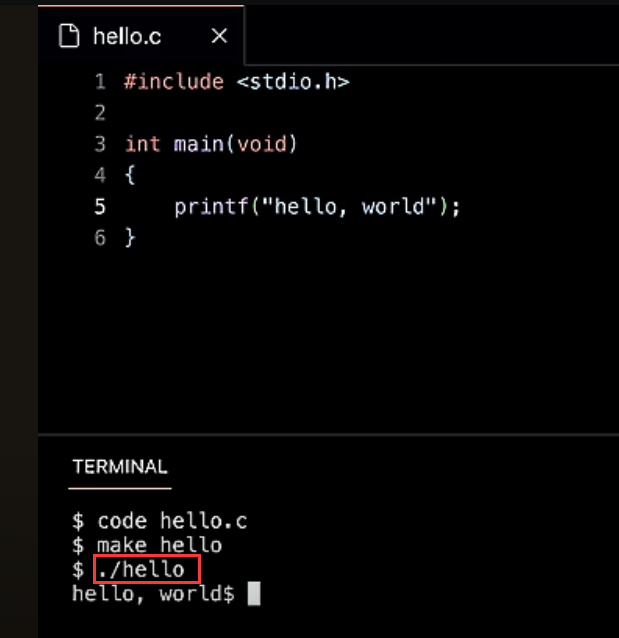 hello.c
1 #include <stdio.h>
2
3 int main(void)
4 {
5     printf("hello, world");
6 }
TERMINAL
$ code hello.c
$ make hello
$ ./hello
hello, world$